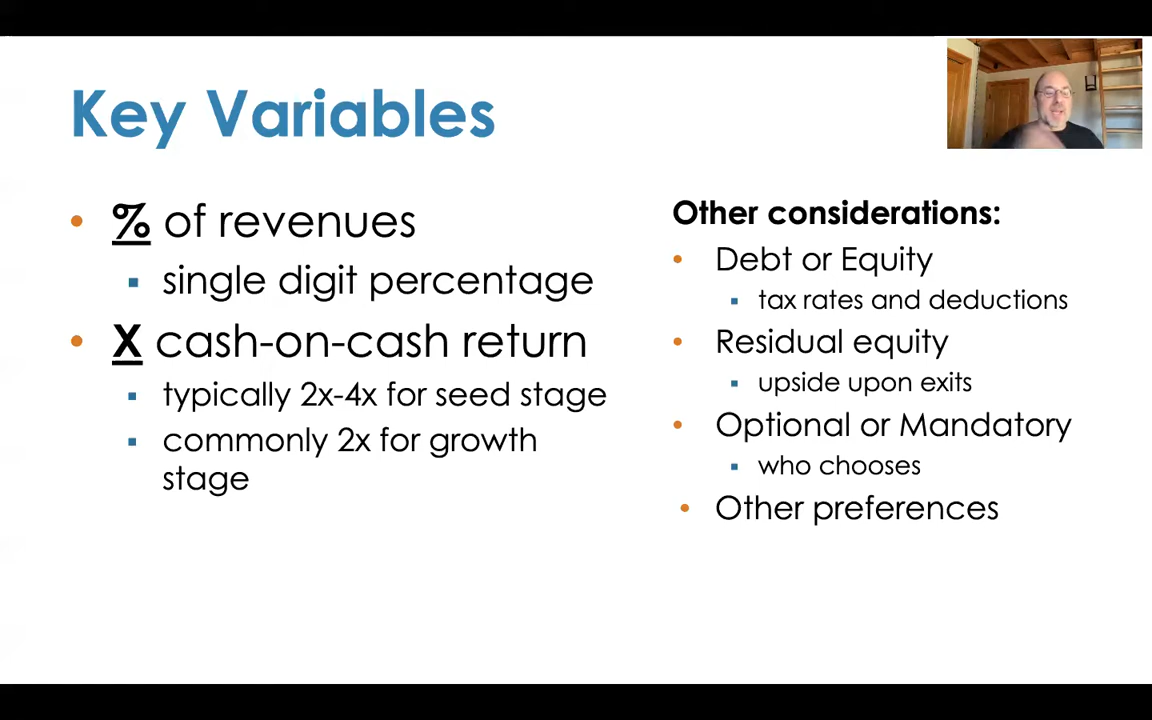 Key Variables
• % of revenues
▪ single digit percentage
• X cash-on-cash return
▪ typically 2x-4x for seed stage
▪ commonly 2x for growth
stage
Other considerations:
• Debt or Equity
▪ tax rates and deductions
• Residual equity
▪ upside upon exits
• Optional or Mandatory
▪ who chooses
• Other preferences